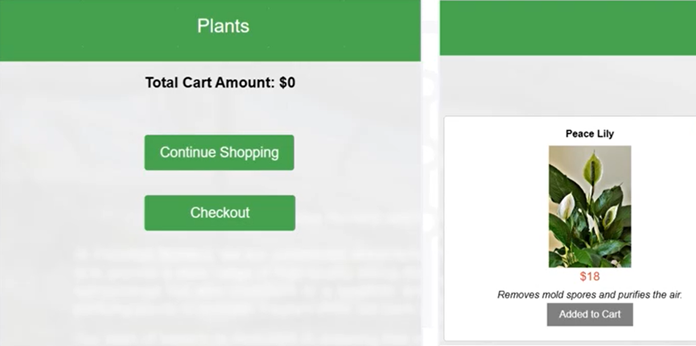 Plants
Total Cart Amount: $0
Continue Shopping
Checkout
Peace Lily
$18
Removes mold spores and purifies the air.
Added to Cart